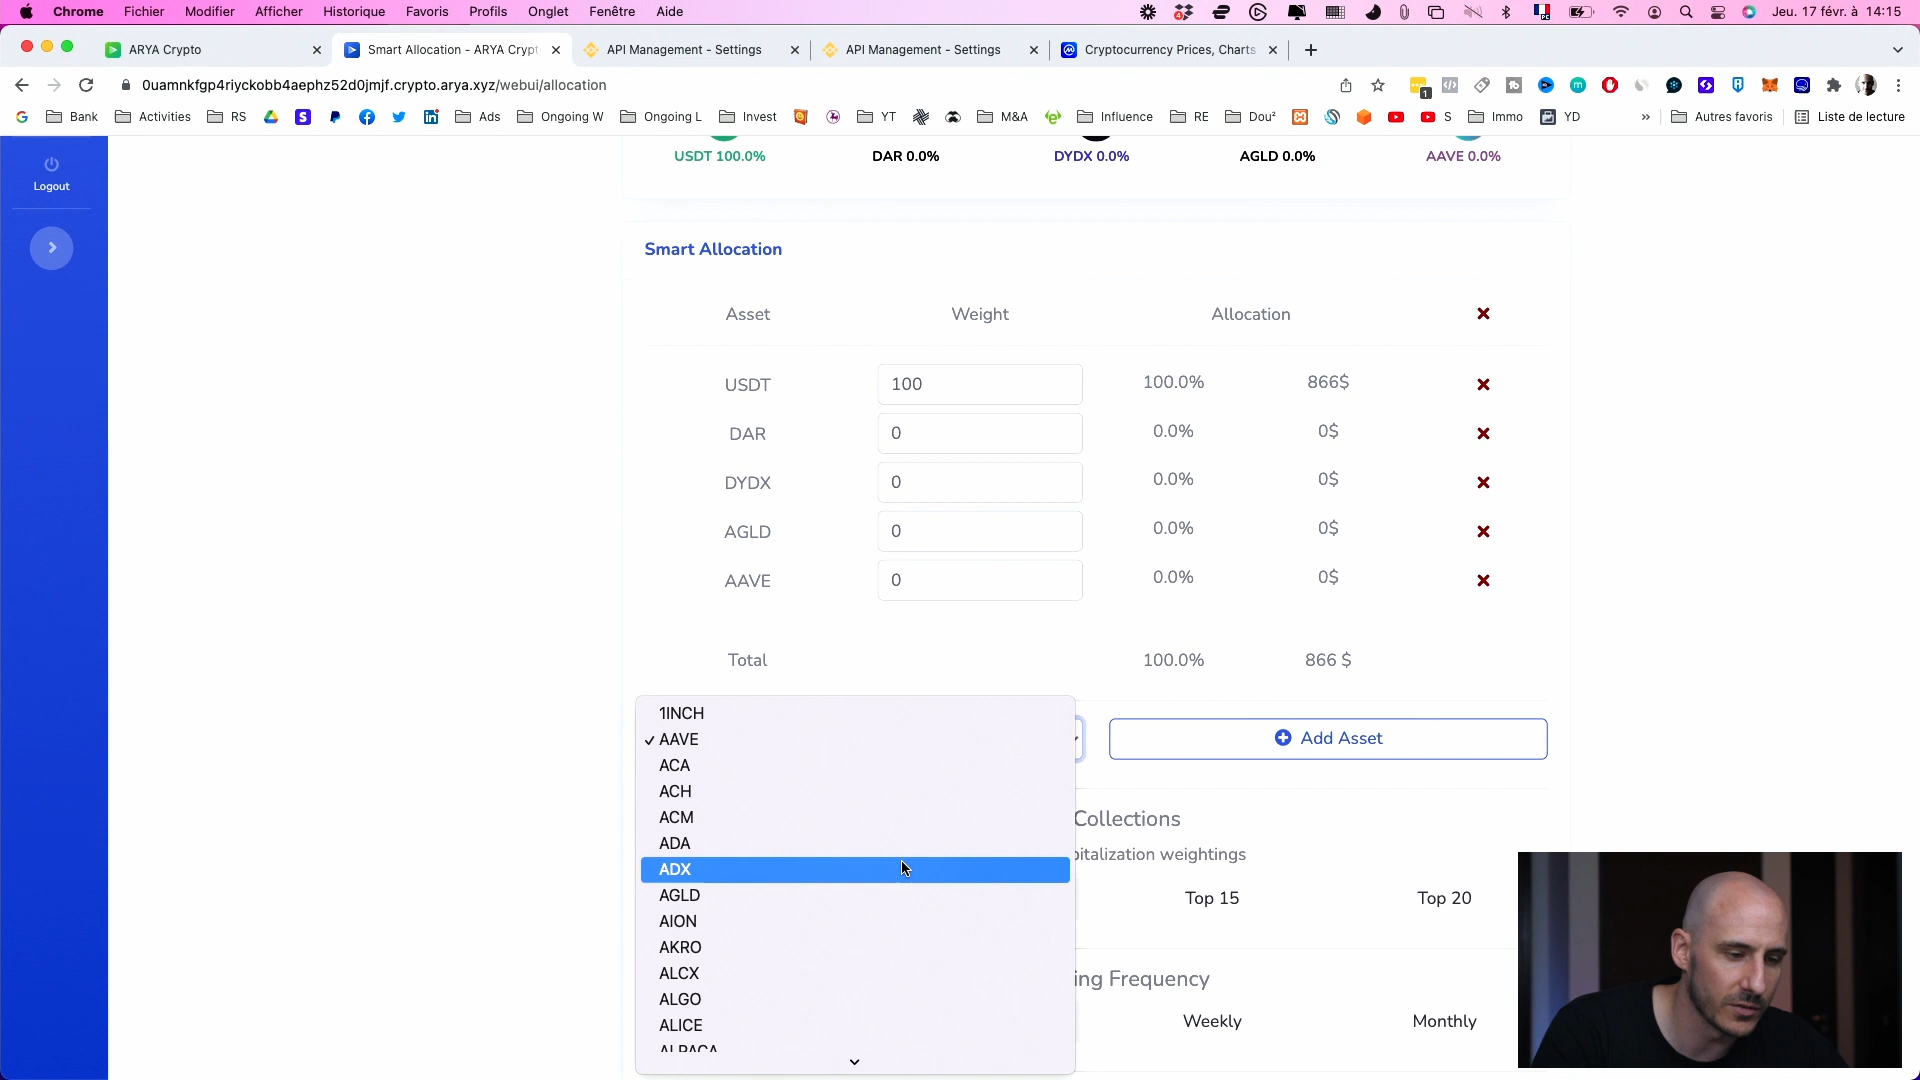 Chrome Fichier Modifier Afficher Historique Favoris Profils Onglet Fenêtre Aide Jeu. 17 févr. à 14:15
ARYA Crypto Smart Allocation - ARYA Crypt API Management - Settings API Management - Settings Cryptocurrency Prices, Charts
0uamnkfgp4riyckobb4aephz52d0jmjf.crypto.arya.xyz/webui/allocation
Bank Activities RS Ads Ongoing W Ongoing L Invest YT M&A Influence RE Dou² S Immo YD » Autres favoris Liste de lecture
USDT 100.0% DAR 0.0% DYDX 0.0% AGLD 0.0% AAVE 0.0%
Logout
Smart Allocation
Asset Weight Allocation
USDT 100 100.0% 866$
DAR 0 0.0% 0$
DYDX 0 0.0% 0$
AGLD 0 0.0% 0$
AAVE 0 0.0% 0$
Total 100.0% 866 $
1INCH
✓ AAVE
ACA
ACH
ACM
ADA
ADX
AGLD
AION
AKRO
ALCX
ALGO
ALICE
ALPACA
Add Asset
Collections
pitalization weightings
Top 15 Top 20
ing Frequency
Weekly Monthly